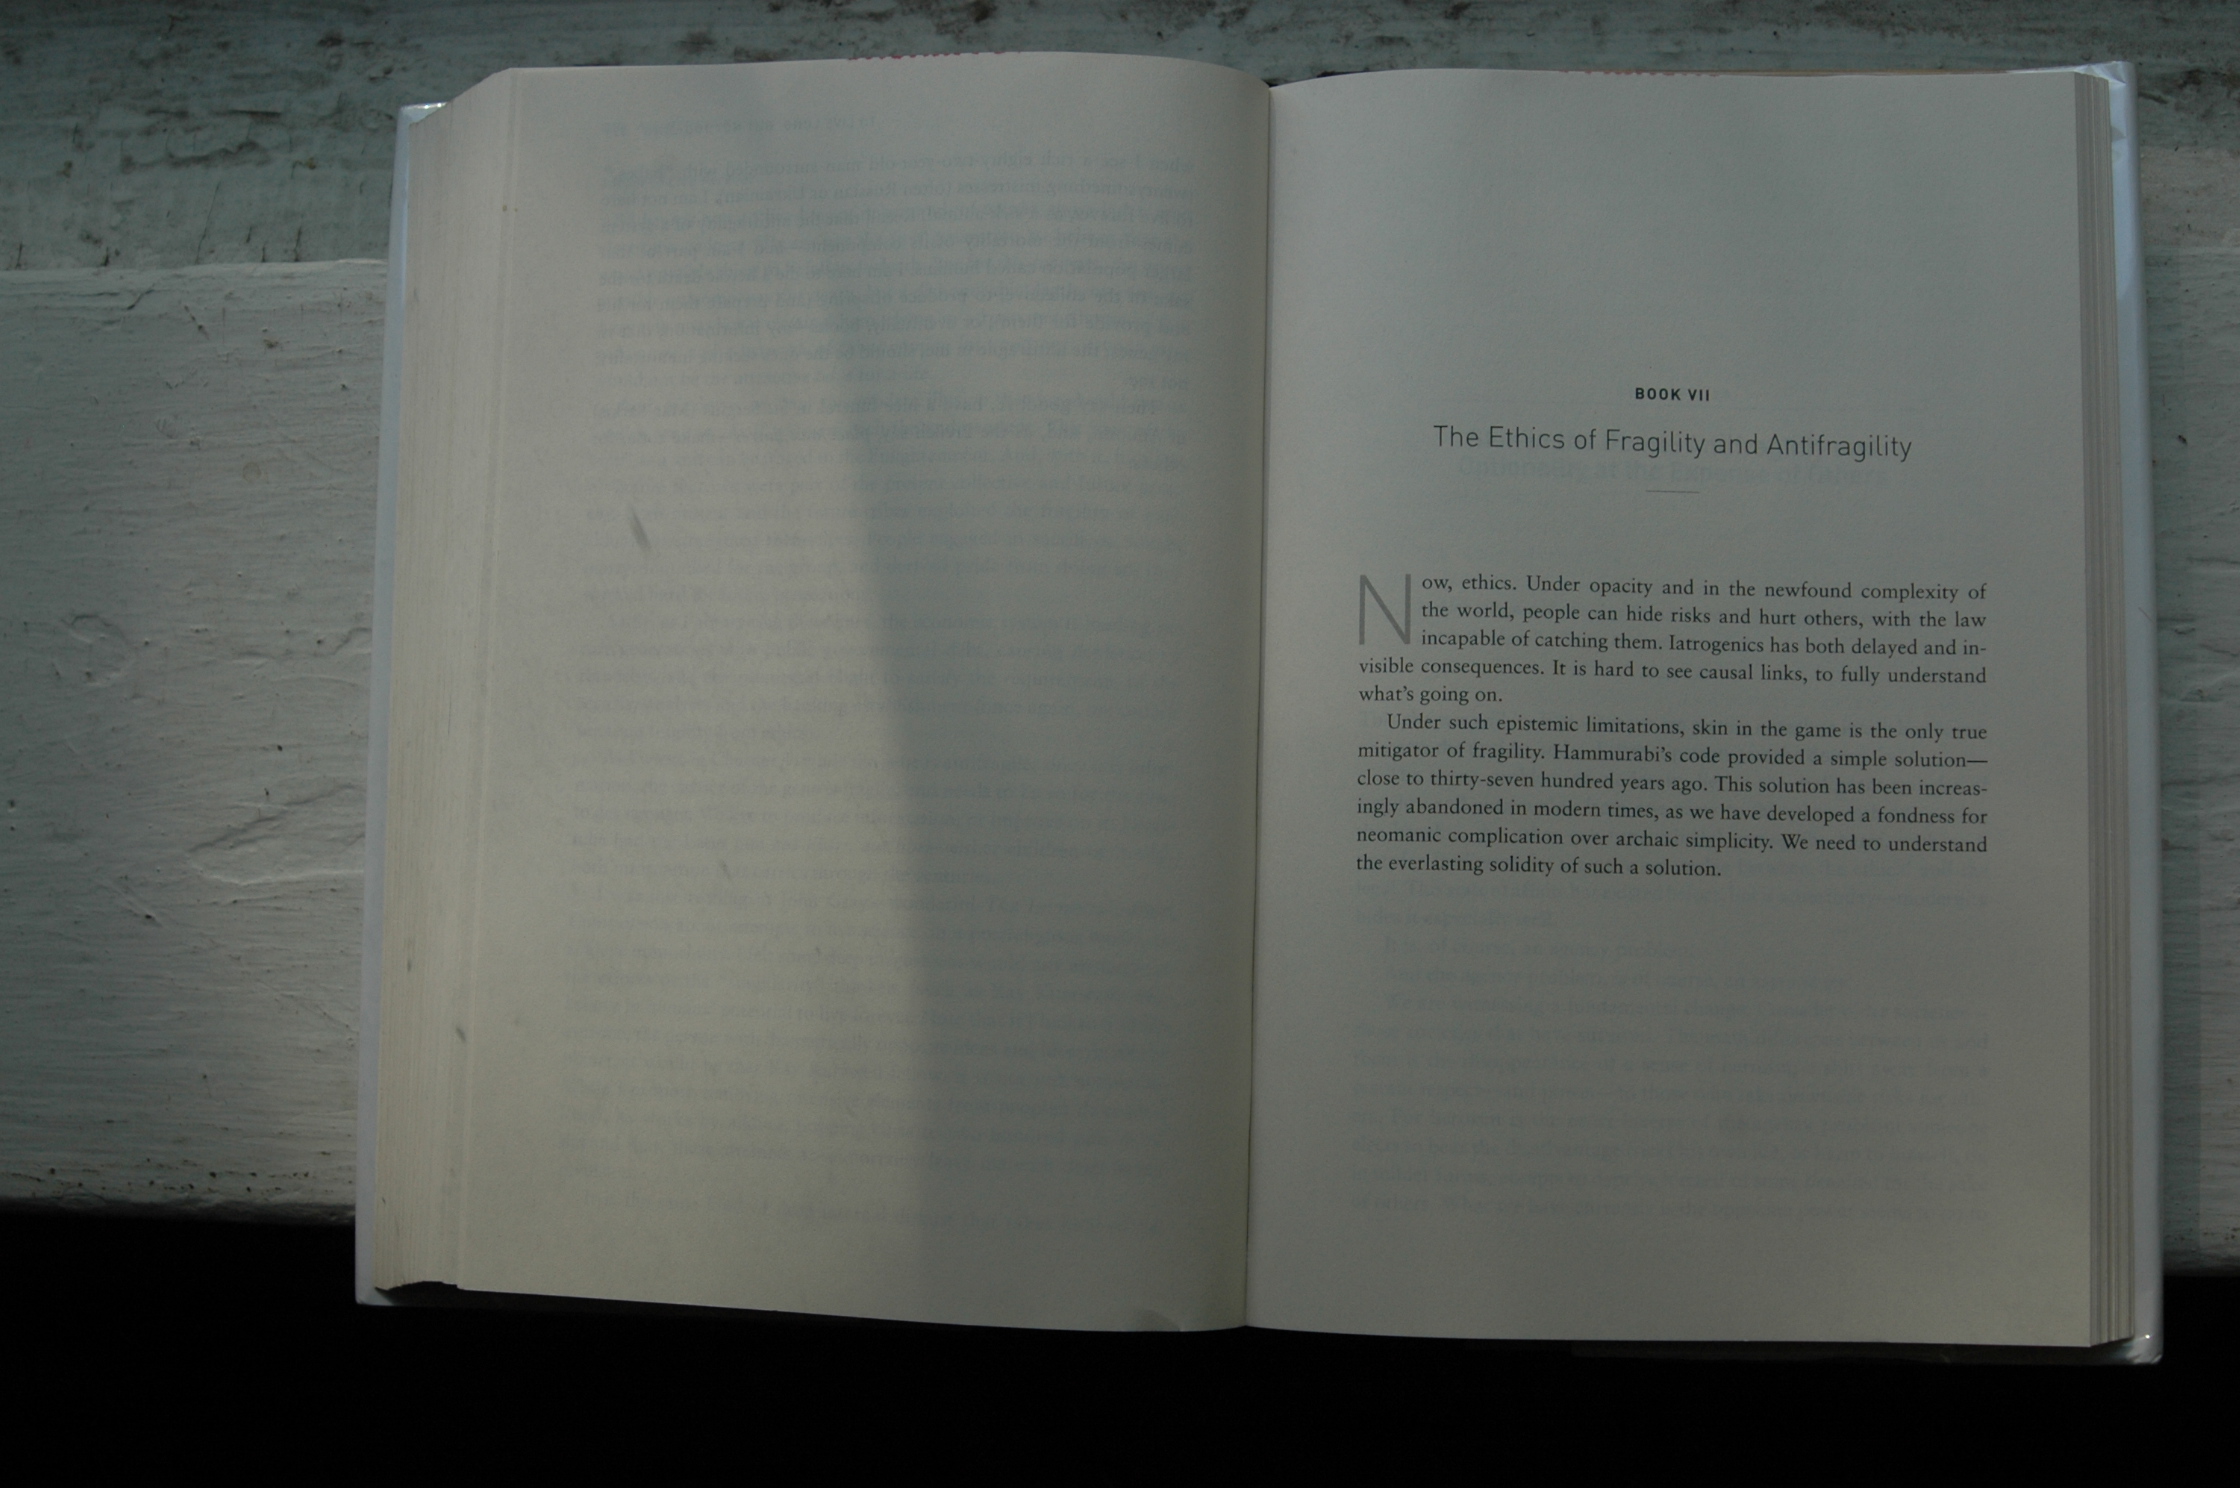 BOOK VII
The Ethics of Fragility and Antifragility
Now, ethics. Under opacity and in the newfound complexity of
the world, people can hide risks and hurt others, with the law
incapable of catching them. Iatrogenics has both delayed and in-
visible consequences. It is hard to see causal links, to fully understand
what's going on.
Under such epistemic limitations, skin in the game is the only true
mitigator of fragility. Hammurabi's code provided a simple solution—
close to thirty-seven hundred years ago. This solution has been increas-
ingly abandoned in modern times, as we have developed a fondness for
neomanic complication over archaic simplicity. We need to understand
the everlasting solidity of such a solution.